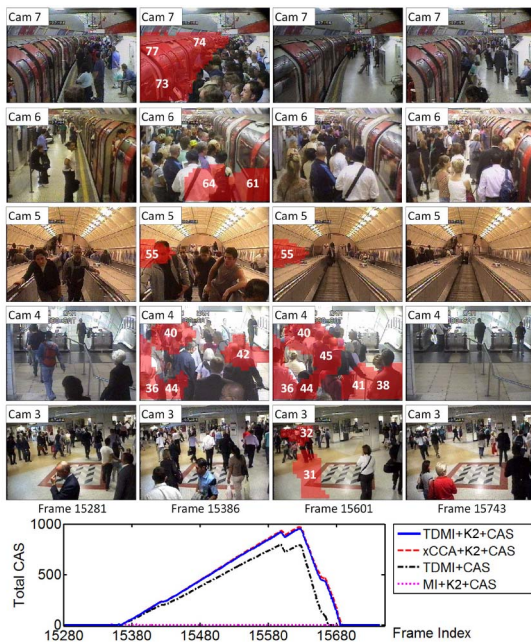 Cam 7 Cam 7 Cam 7 Cam 7
77 74
73
Cam 6 Cam 6 Cam 6 Cam 6
64 61
Cam 5 Cam 5 Cam 5 Cam 5
55 55
Cam 4 Cam 4 Cam 4 Cam 4
40 42 40 45
36 44 36 44 41 38
Cam 3 Cam 3 Cam 3 Cam 3
32
31
Frame 15281 Frame 15386 Frame 15601 Frame 15743
1000
500
0
Total CAS
15280 15380 15480 15580 15680
Frame Index
TDMI+K2+CAS
xCCA+K2+CAS
TDMI+CAS
MI+K2+CAS